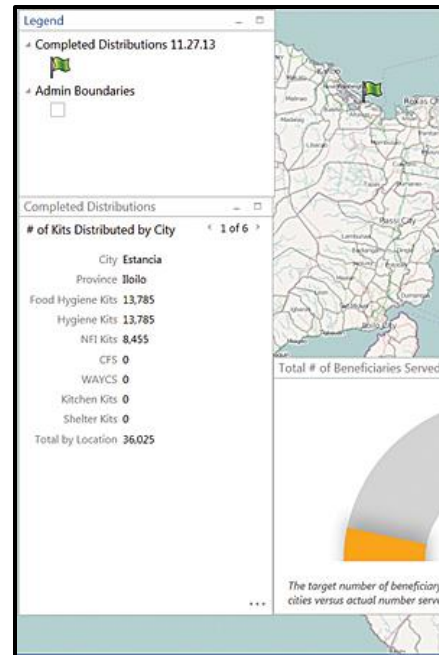 Legend
Completed Distributions 11.27.13
Admin Boundaries
Completed Distributions
# of Kits Distributed by City
1 of 6
City Estancia
Province Iloilo
Food Hygiene Kits 13,785
Hygiene Kits 13,785
NFI Kits 8,455
CFS 0
WAYCS 0
Kitchen Kits 0
Shelter Kits 0
Total by Location 36,025
Roxas C
Passi City
Iloilo City
Total # of Beneficiaries Served
The target number of beneficiary
cities versus actual number serve